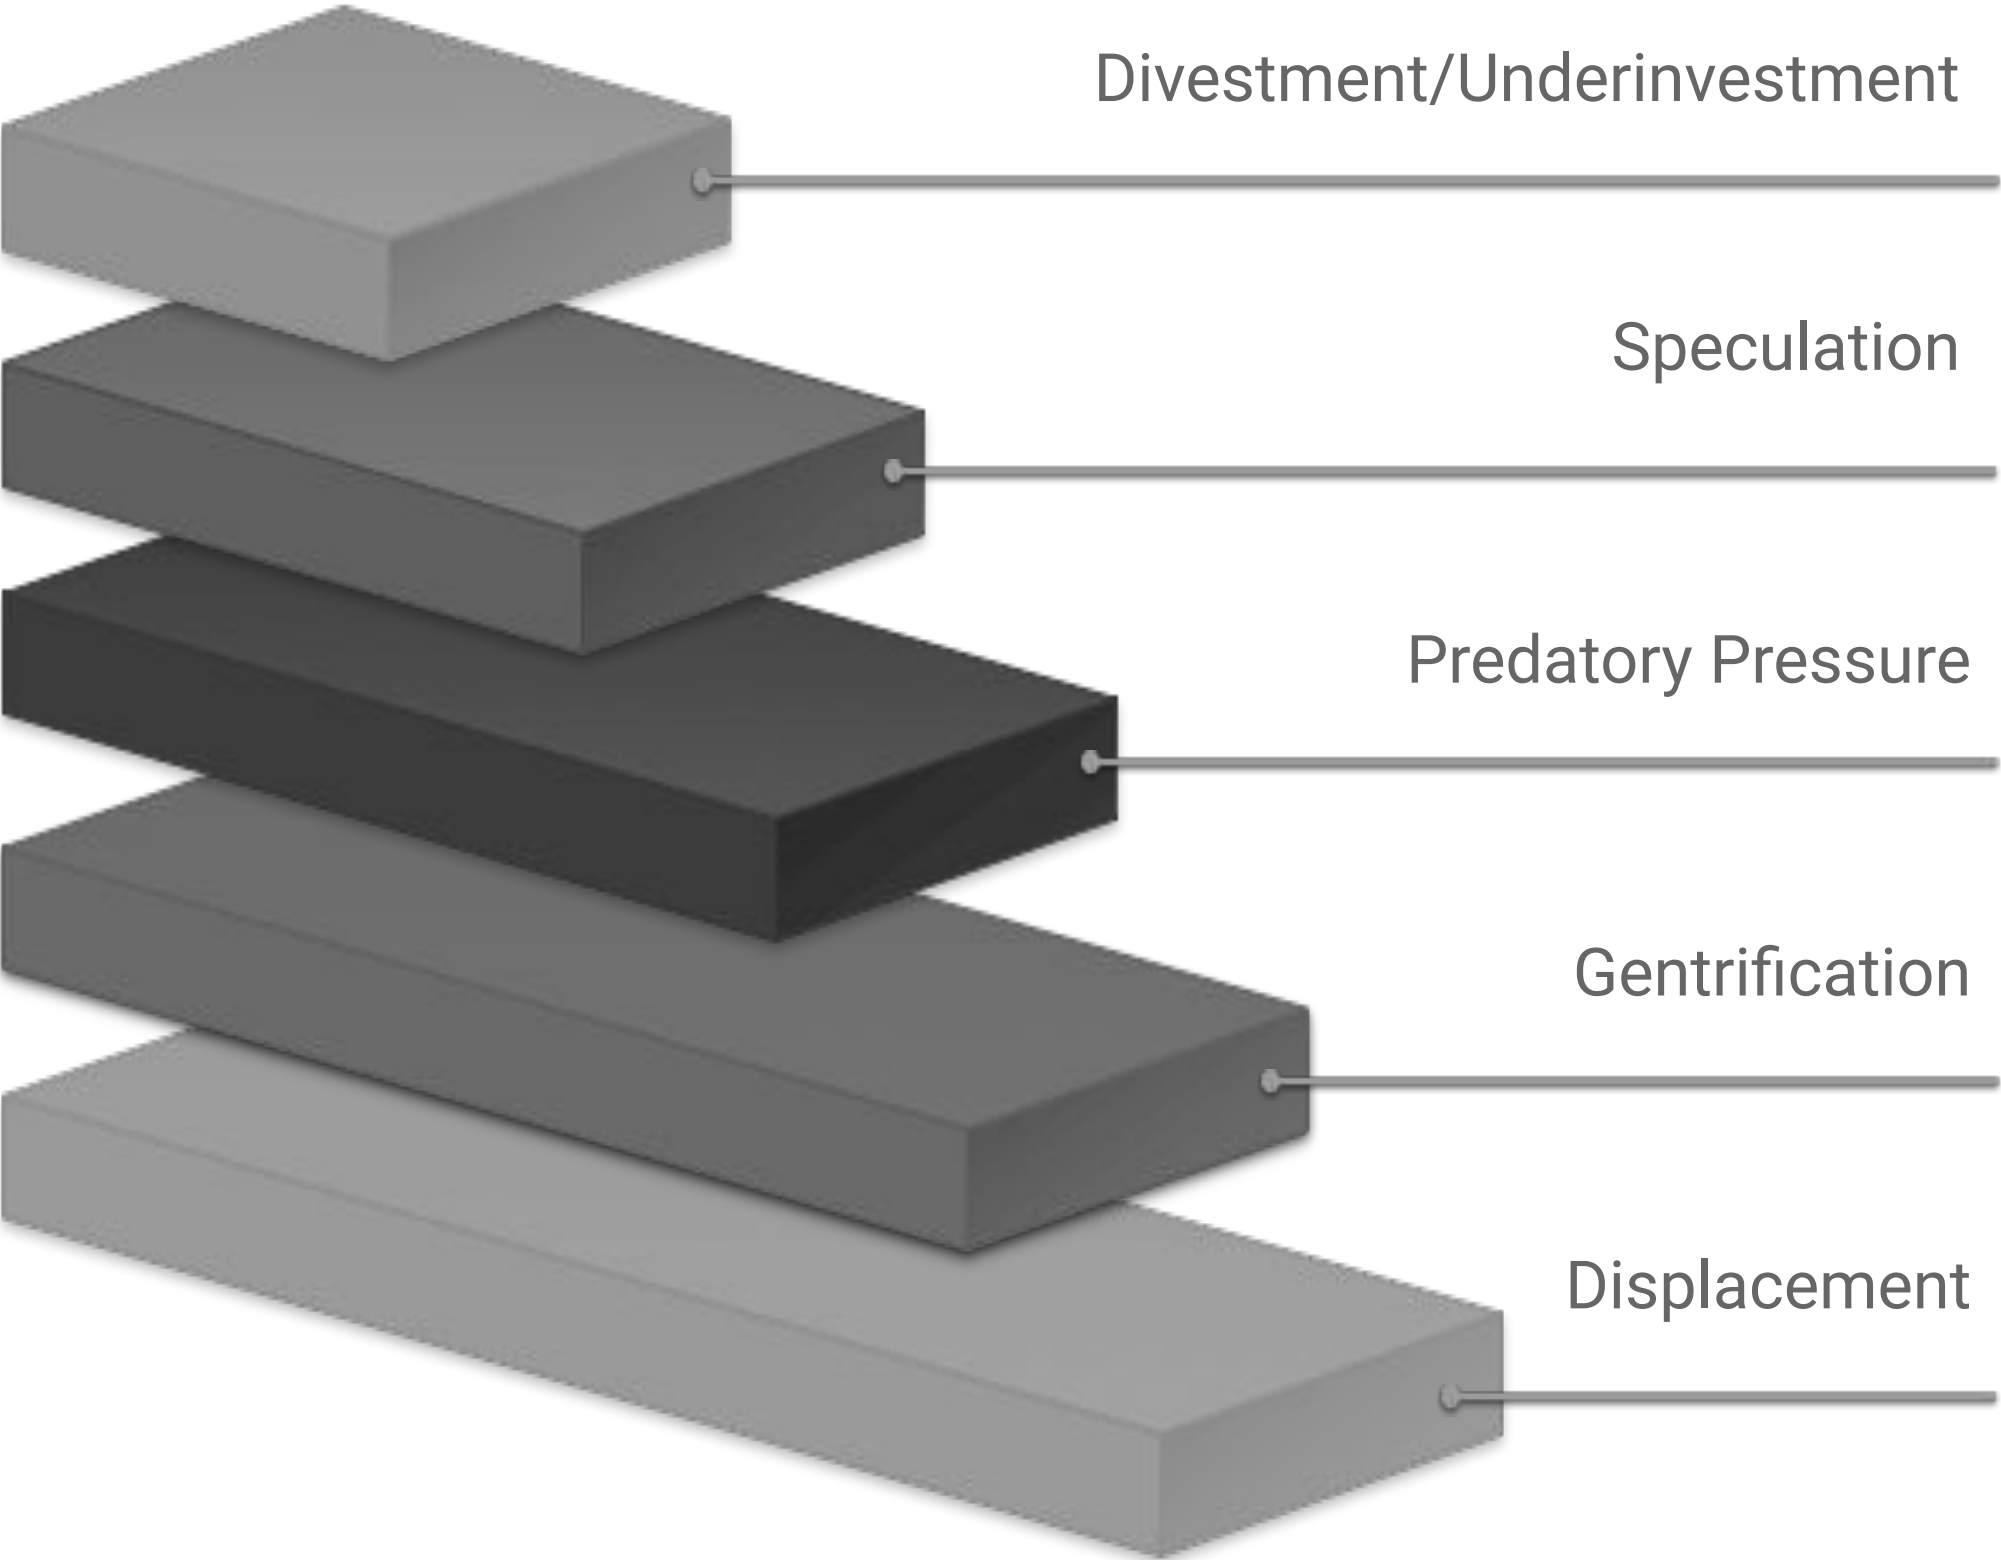 Divestment/Underinvestment
Speculation
Predatory Pressure
Gentrification
Displacement